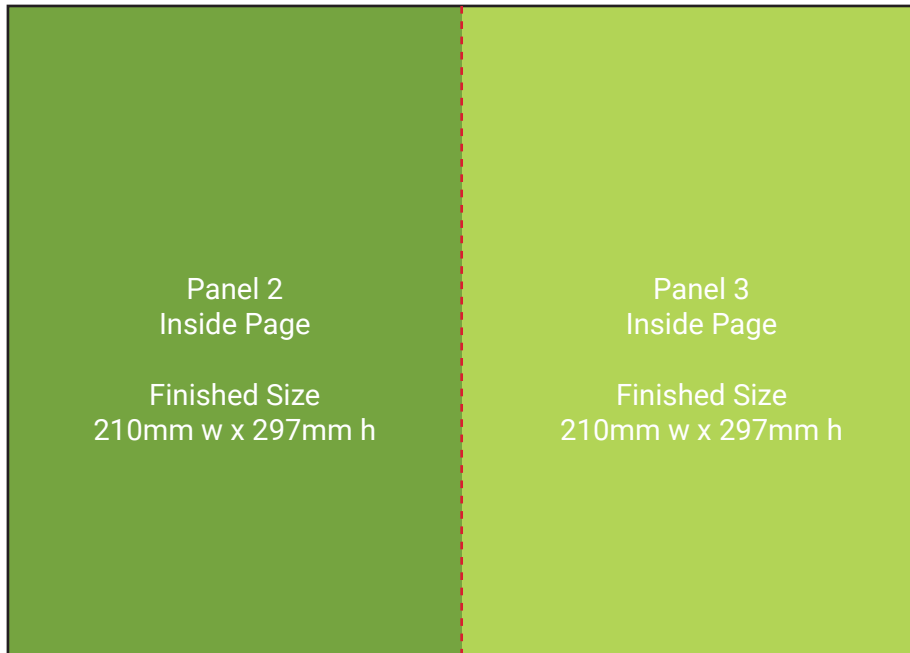 Panel 2
Inside Page
Finished Size
210mm w x 297mm h
Panel 3
Inside Page
Finished Size
210mm w x 297mm h